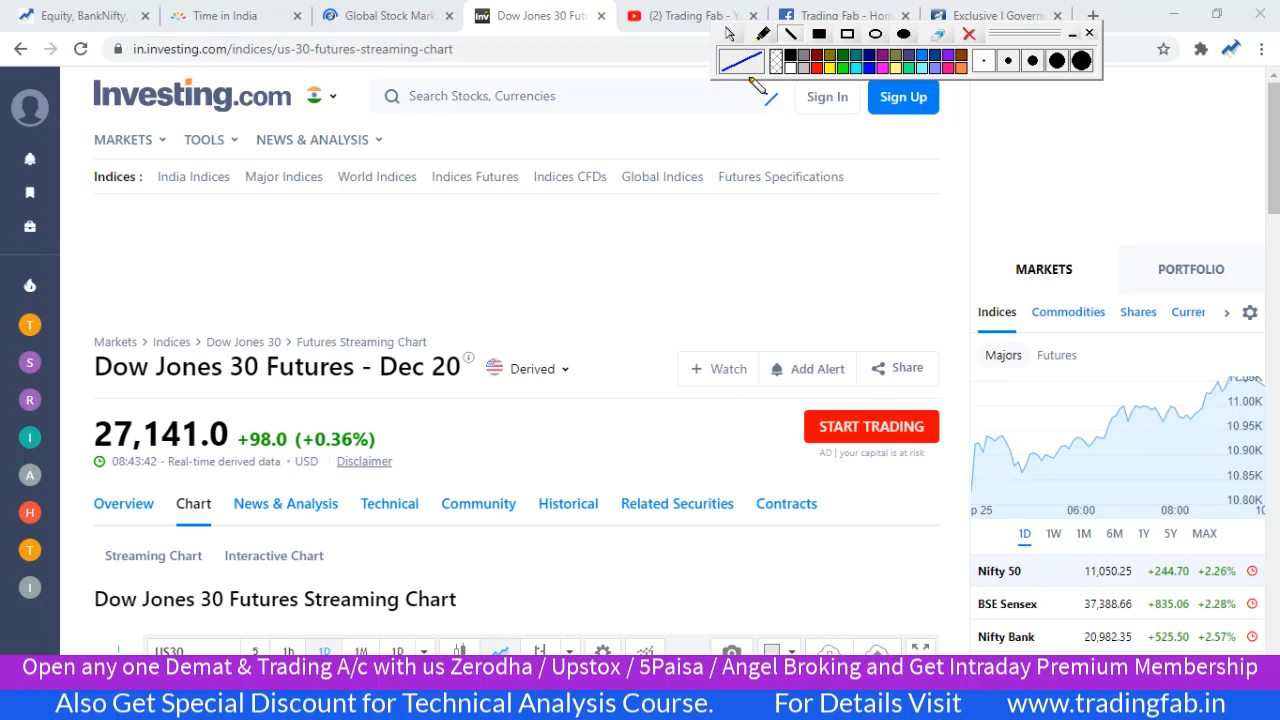 Equity, BankNifty,
Time in India
Global Stock Mark
Dow Jones 30 Fut
(2) Trading Fab - Y
Trading Fab - Hom
Exclusive I Govern
in.investing.com/indices/us-30-futures-streaming-chart
Investing.com
Search Stocks, Currencies
Sign In
Sign Up
MARKETS
TOOLS
NEWS & ANALYSIS
Indices :
India Indices
Major Indices
World Indices
Indices Futures
Indices CFDs
Global Indices
Futures Specifications
MARKETS
PORTFOLIO
Indices
Commodities
Shares
Currer
Majors
Futures
Markets > Indices > Dow Jones 30 > Futures Streaming Chart
Dow Jones 30 Futures - Dec 20
Derived
+ Watch
Add Alert
Share
27,141.0 +98.0 (+0.36%)
START TRADING
AD | your capital is at risk
08:43:42 - Real-time derived data · USD
Disclaimer
Overview
Chart
News & Analysis
Technical
Community
Historical
Related Securities
Contracts
Streaming Chart
Interactive Chart
Dow Jones 30 Futures Streaming Chart
US30
5
1h
1D
1M
1D
11.00K
10.95K
10.90K
10.85K
10.80K
p 25
06:00
08:00
10
1D
1W
1M
6M
1Y
5Y
MAX
Nifty 50 11,050.25 +244.70 +2.26%
BSE Sensex 37,388.66 +835.06 +2.28%
Nifty Bank 20,982.35 +525.50 +2.57%
T
S
R
I
A
H
T
I
Open any one Demat & Trading A/c with us Zerodha / Upstox / 5Paisa / Angel Broking and Get Intraday Premium Membership
Also Get Special Discount for Technical Analysis Course. For Details Visit www.tradingfab.in